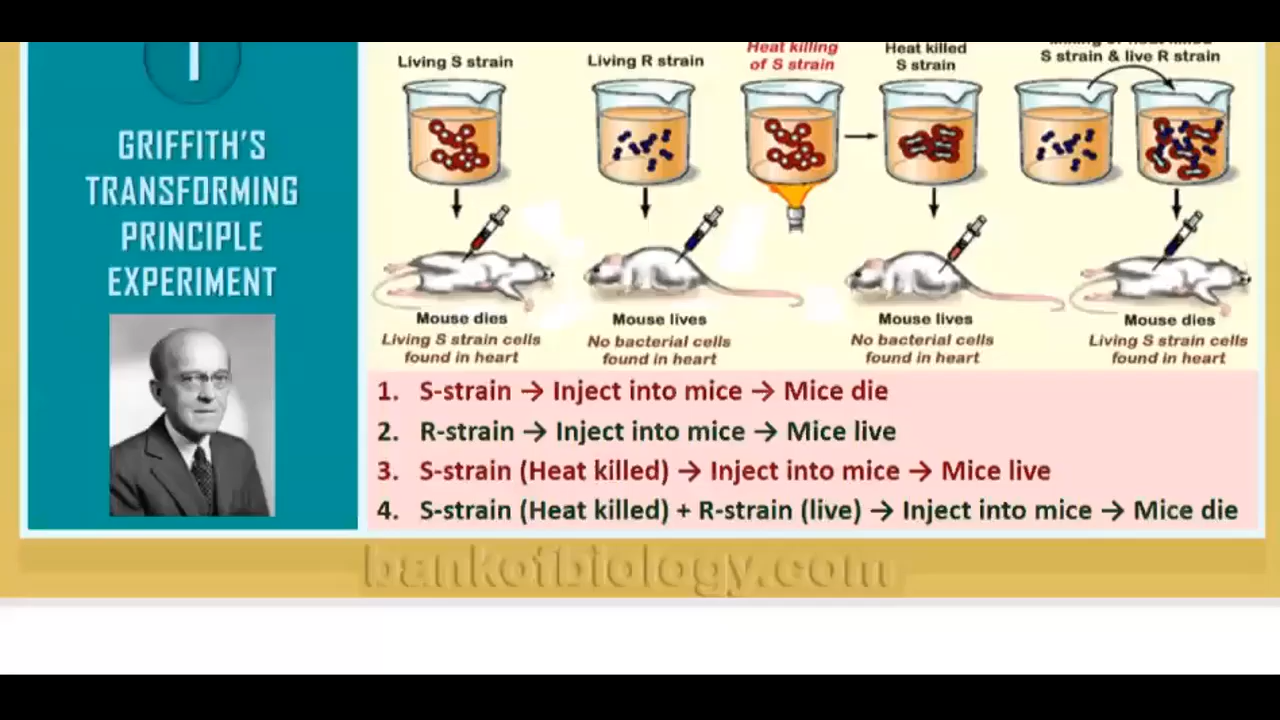 1
GRIFFITH'S
TRANSFORMING
PRINCIPLE
EXPERIMENT
Living S strain
Living R strain
Heat killing
of S strain
Heat killed
S strain
S strain & live R strain
Mouse dies
Living S strain cells
found in heart
Mouse lives
No bacterial cells
found in heart
Mouse lives
No bacterial cells
found in heart
Mouse dies
Living S strain cells
found in heart
1. S-strain → Inject into mice → Mice die
2. R-strain → Inject into mice → Mice live
3. S-strain (Heat killed) → Inject into mice → Mice live
4. S-strain (Heat killed) + R-strain (live) → Inject into mice → Mice die
bankofbiology.com